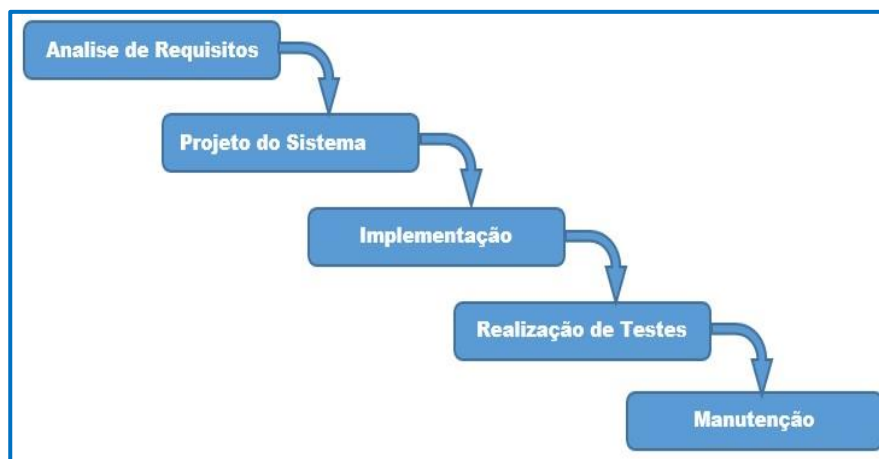 Analise de Requisitos
Projeto do Sistema
Implementação
Realização de Testes
Manutenção